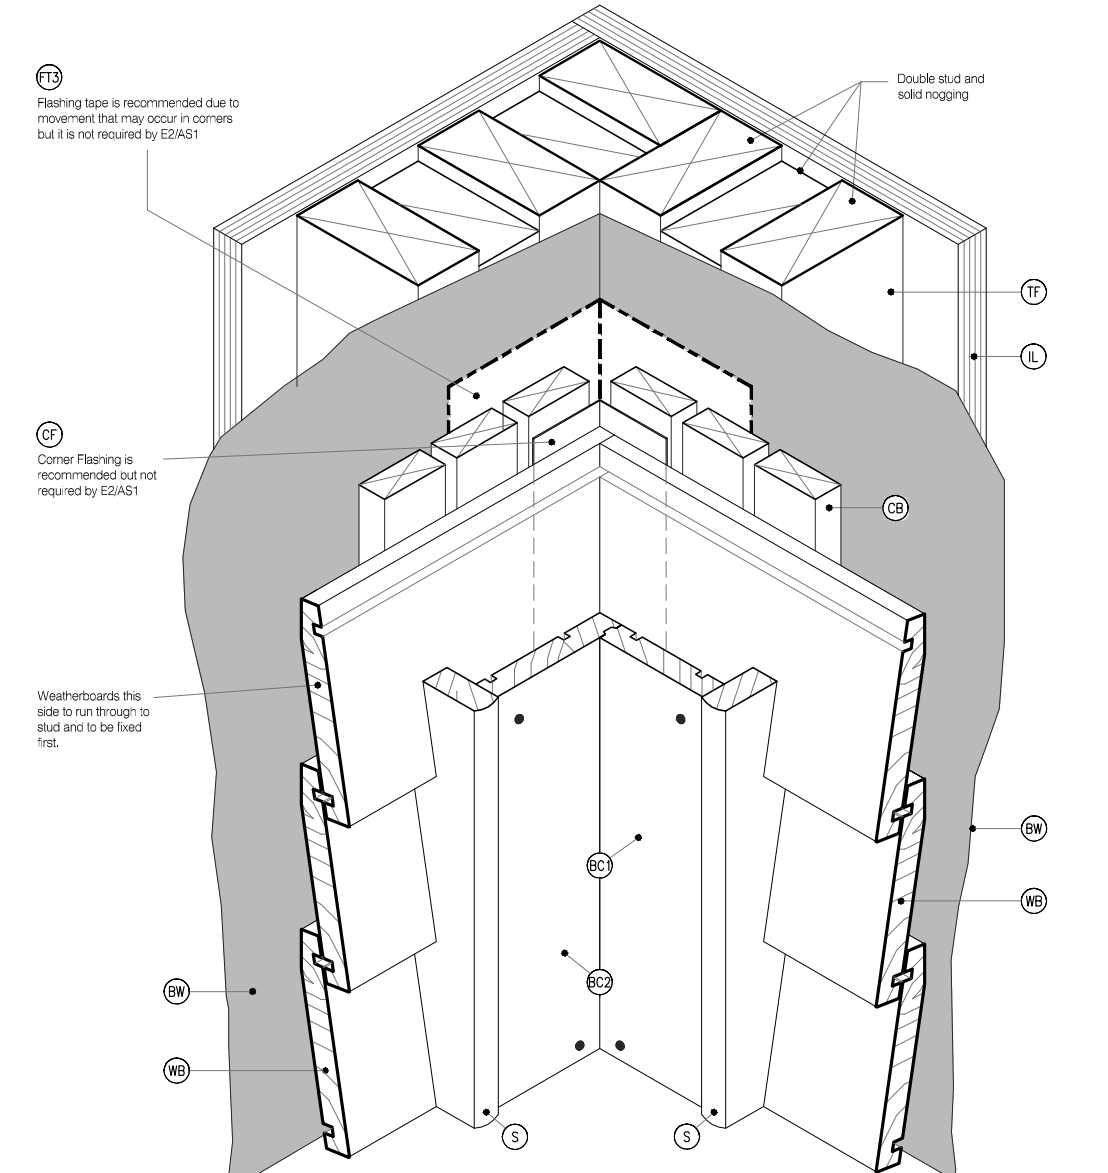 FT3
Flashing tape is recommended due to
movement that may occur in corners
but it is not required by E2/AS1
Double stud and
solid nogging
TF
IL
CF
Corner Flashing is
recommended but not
required by E2/AS1
CB
Weatherboards this
side to run through to
stud and to be fixed
first.
BW
BC1
WB
BC2
BW
WB
S
S